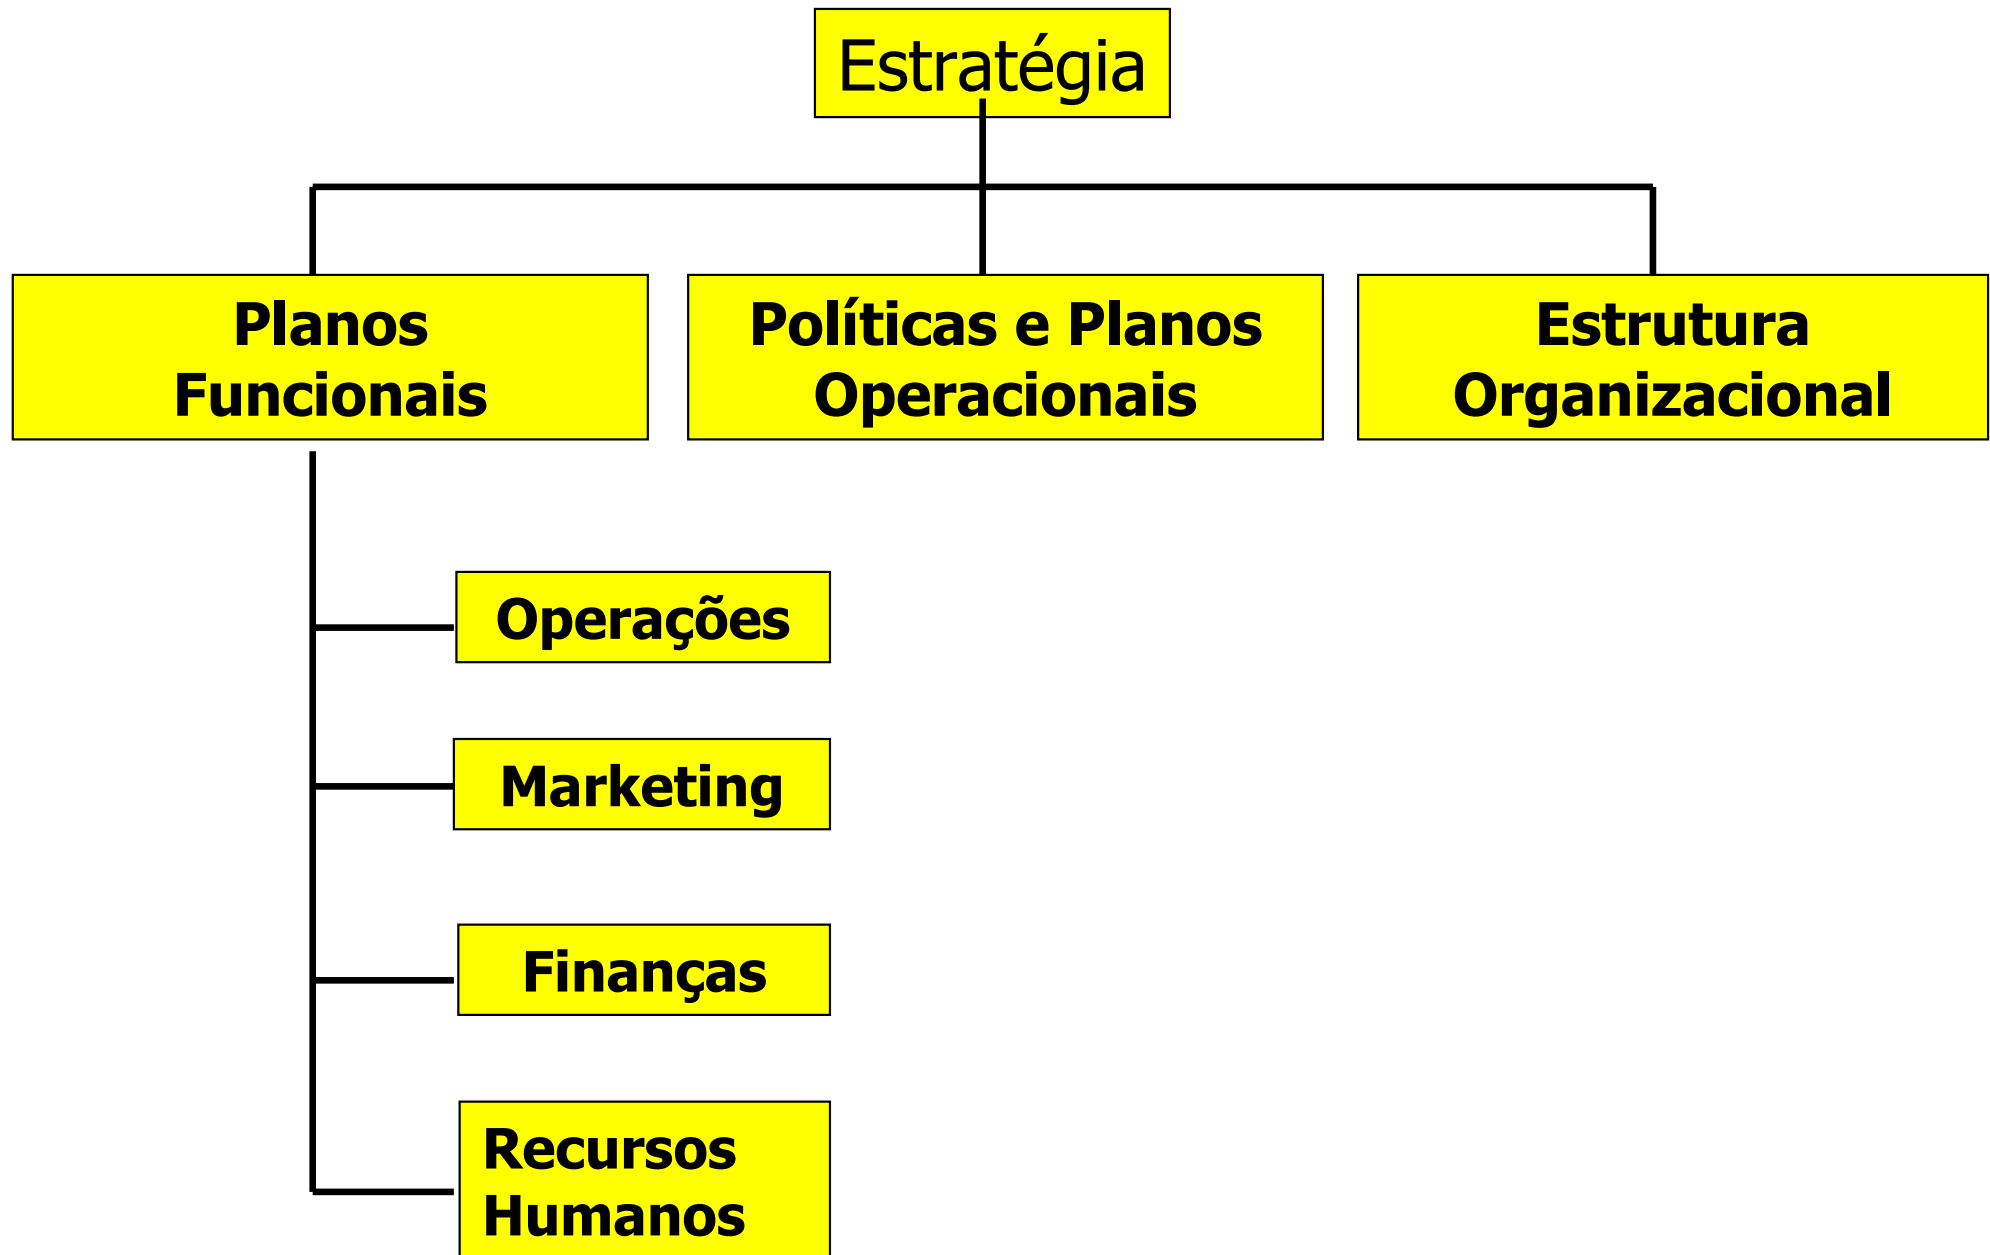 Estratégia
Planos
Funcionais
Políticas e Planos
Operacionais
Estrutura
Organizacional
Operações
Marketing
Finanças
Recursos
Humanos